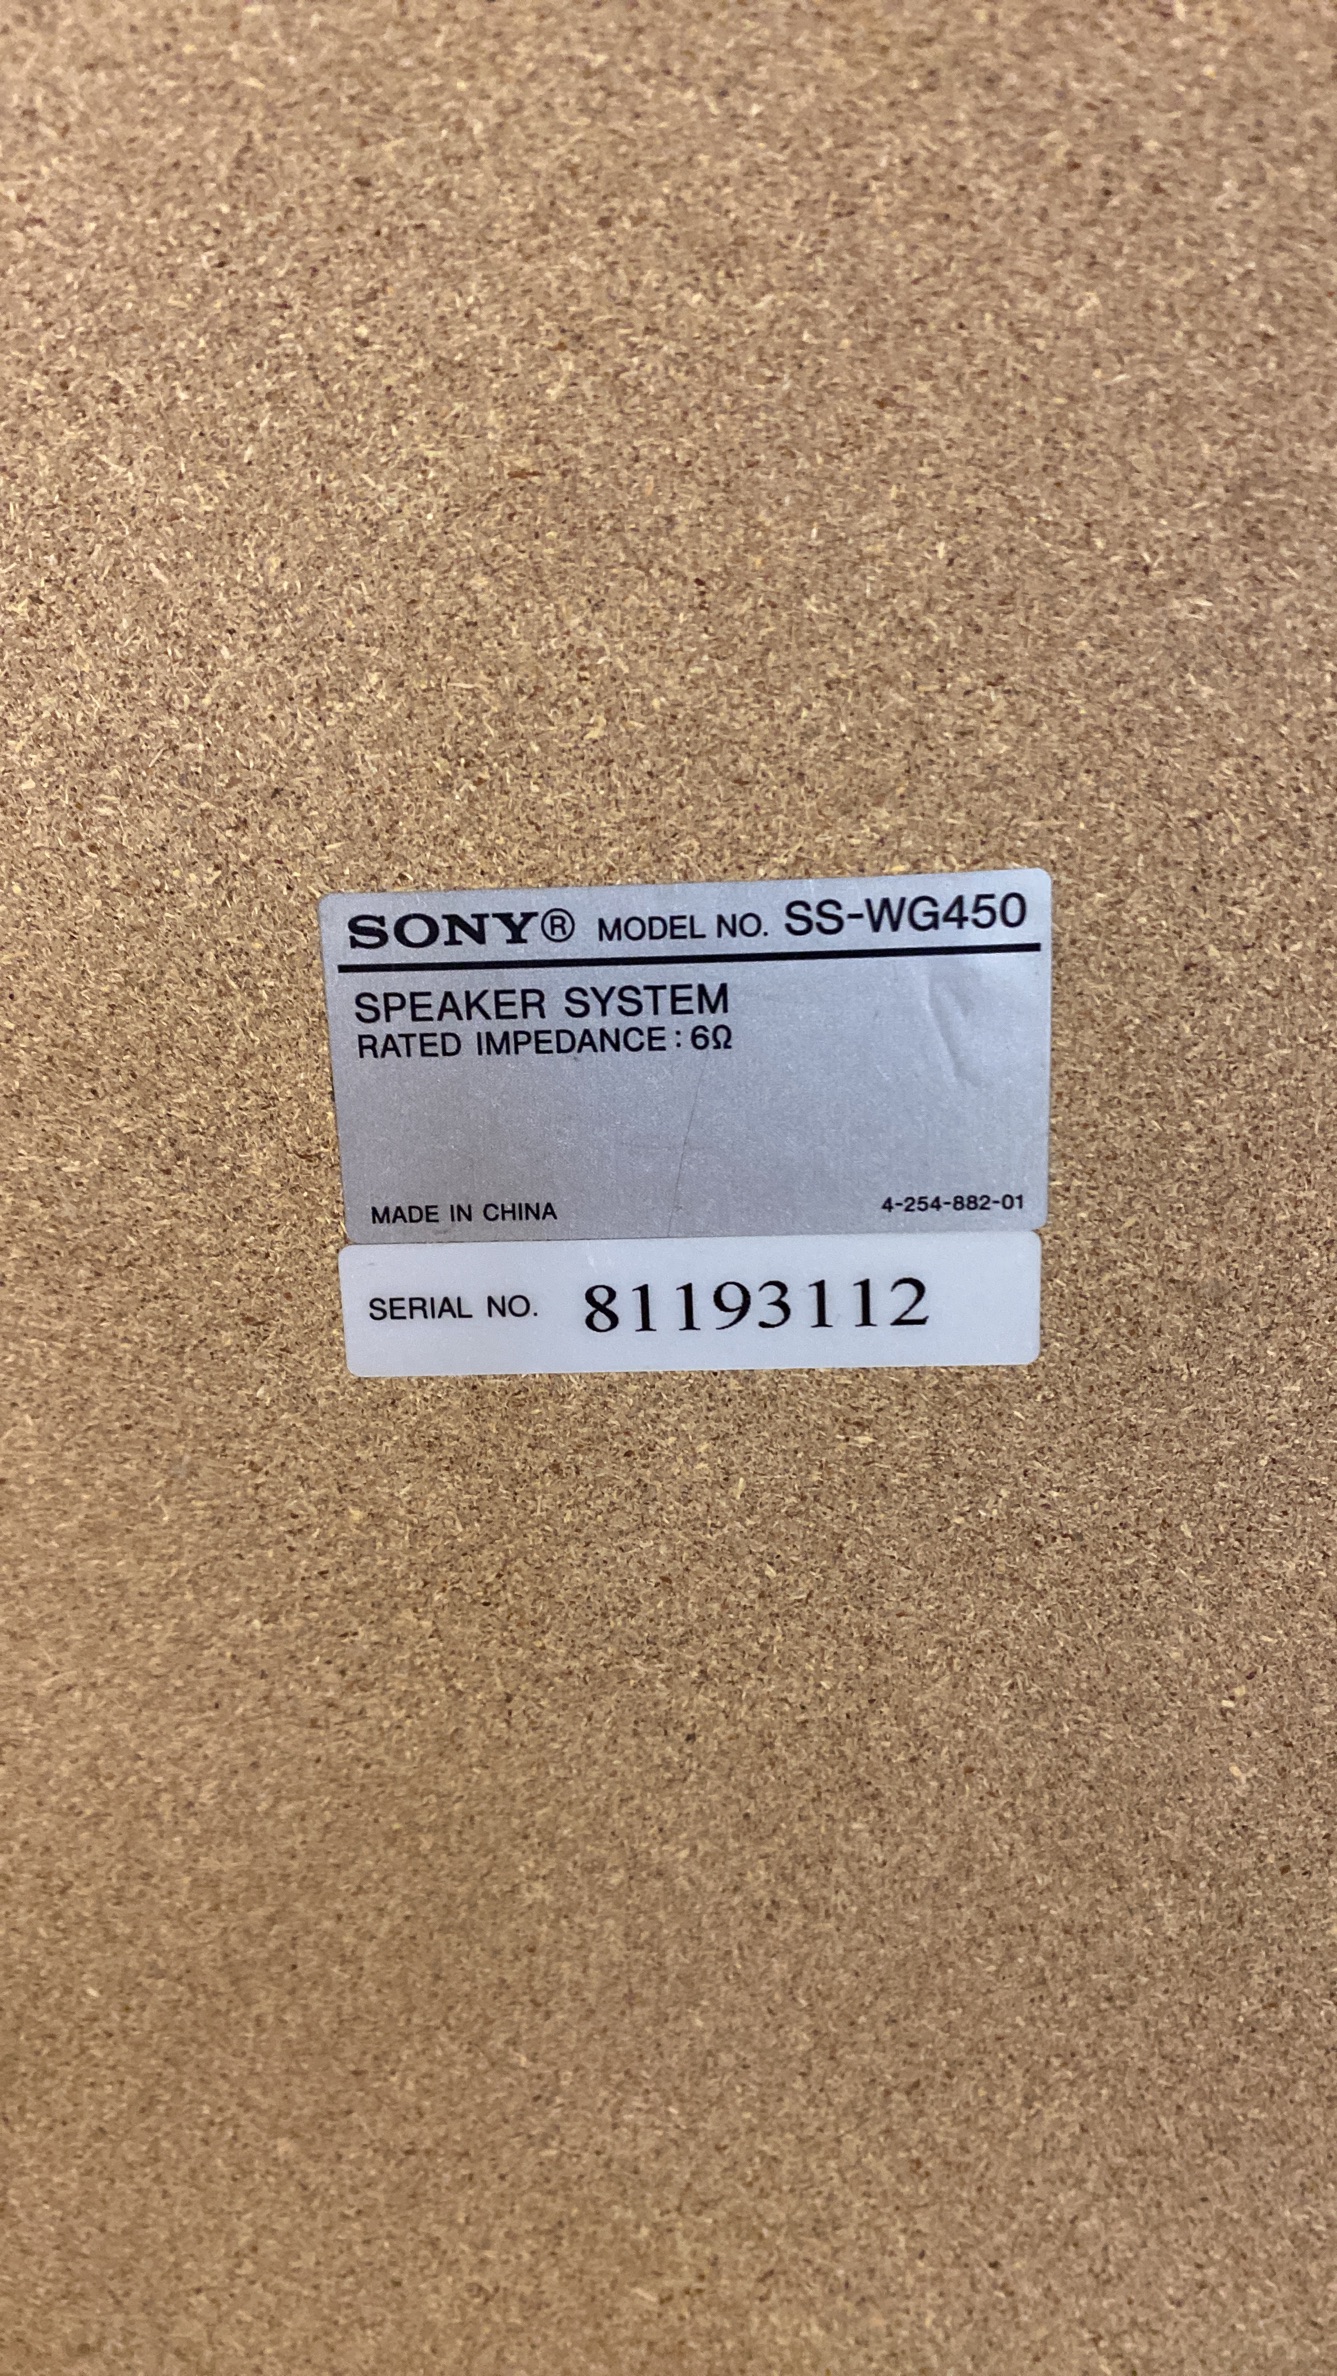 SONY® MODEL NO. SS-WG450
SPEAKER SYSTEM
RATED IMPEDANCE : 6Ω
MADE IN CHINA 4-254-882-01
SERIAL NO. 81193112